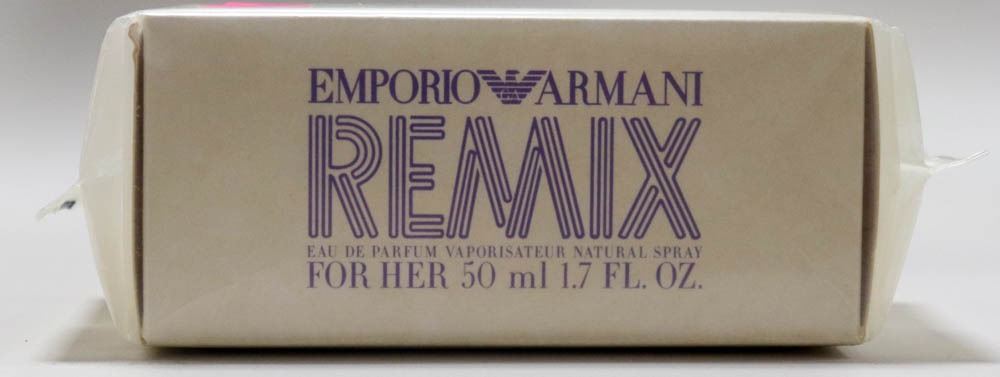 EMPORIO ARMANI
REMIX
EAU DE PARFUM VAPORISATEUR NATURAL SPRAY
FOR HER 50 ml 1.7 FL. OZ.